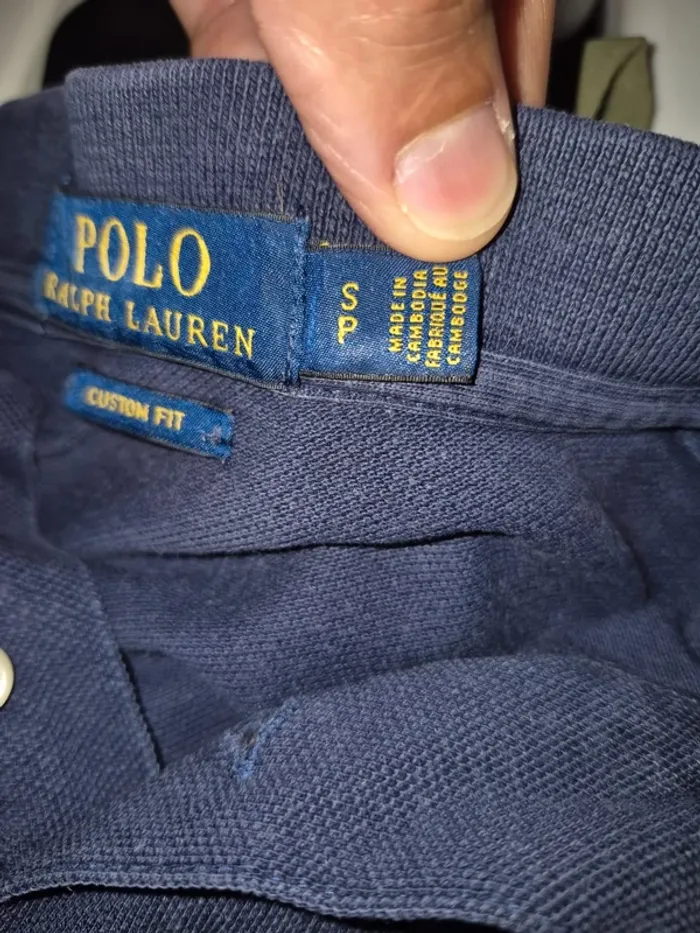 POLO
RALPH LAUREN
S
P
MADE IN
CAMBODIA
FABRIQUÉ AU
CAMBODGE
CUSTOM FIT